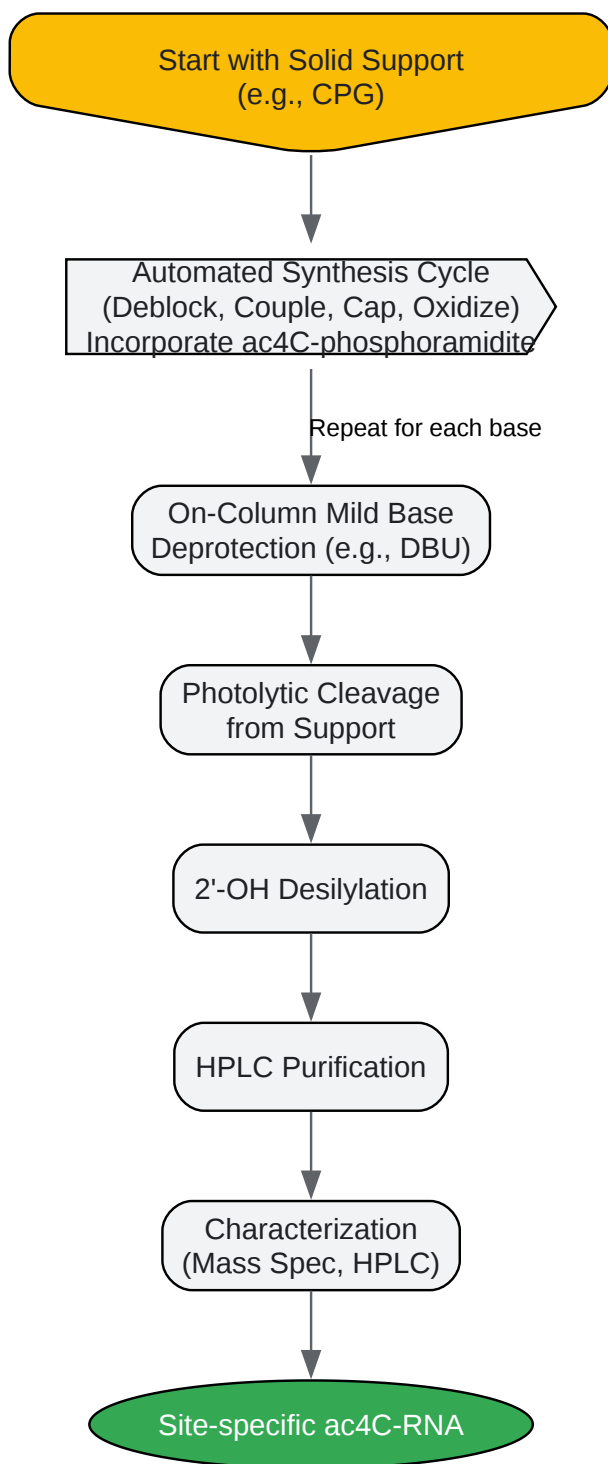 Start with Solid Support
(e.g., CPG)
Automated Synthesis Cycle
(Deblock, Couple, Cap, Oxidize)
Incorporate ac4C-phosphoramidite
Repeat for each base
On-Column Mild Base
Deprotection (e.g., DBU)
Photolytic Cleavage
from Support
2'-OH Desilylation
HPLC Purification
Characterization
(Mass Spec, HPLC)
Site-specific ac4C-RNA